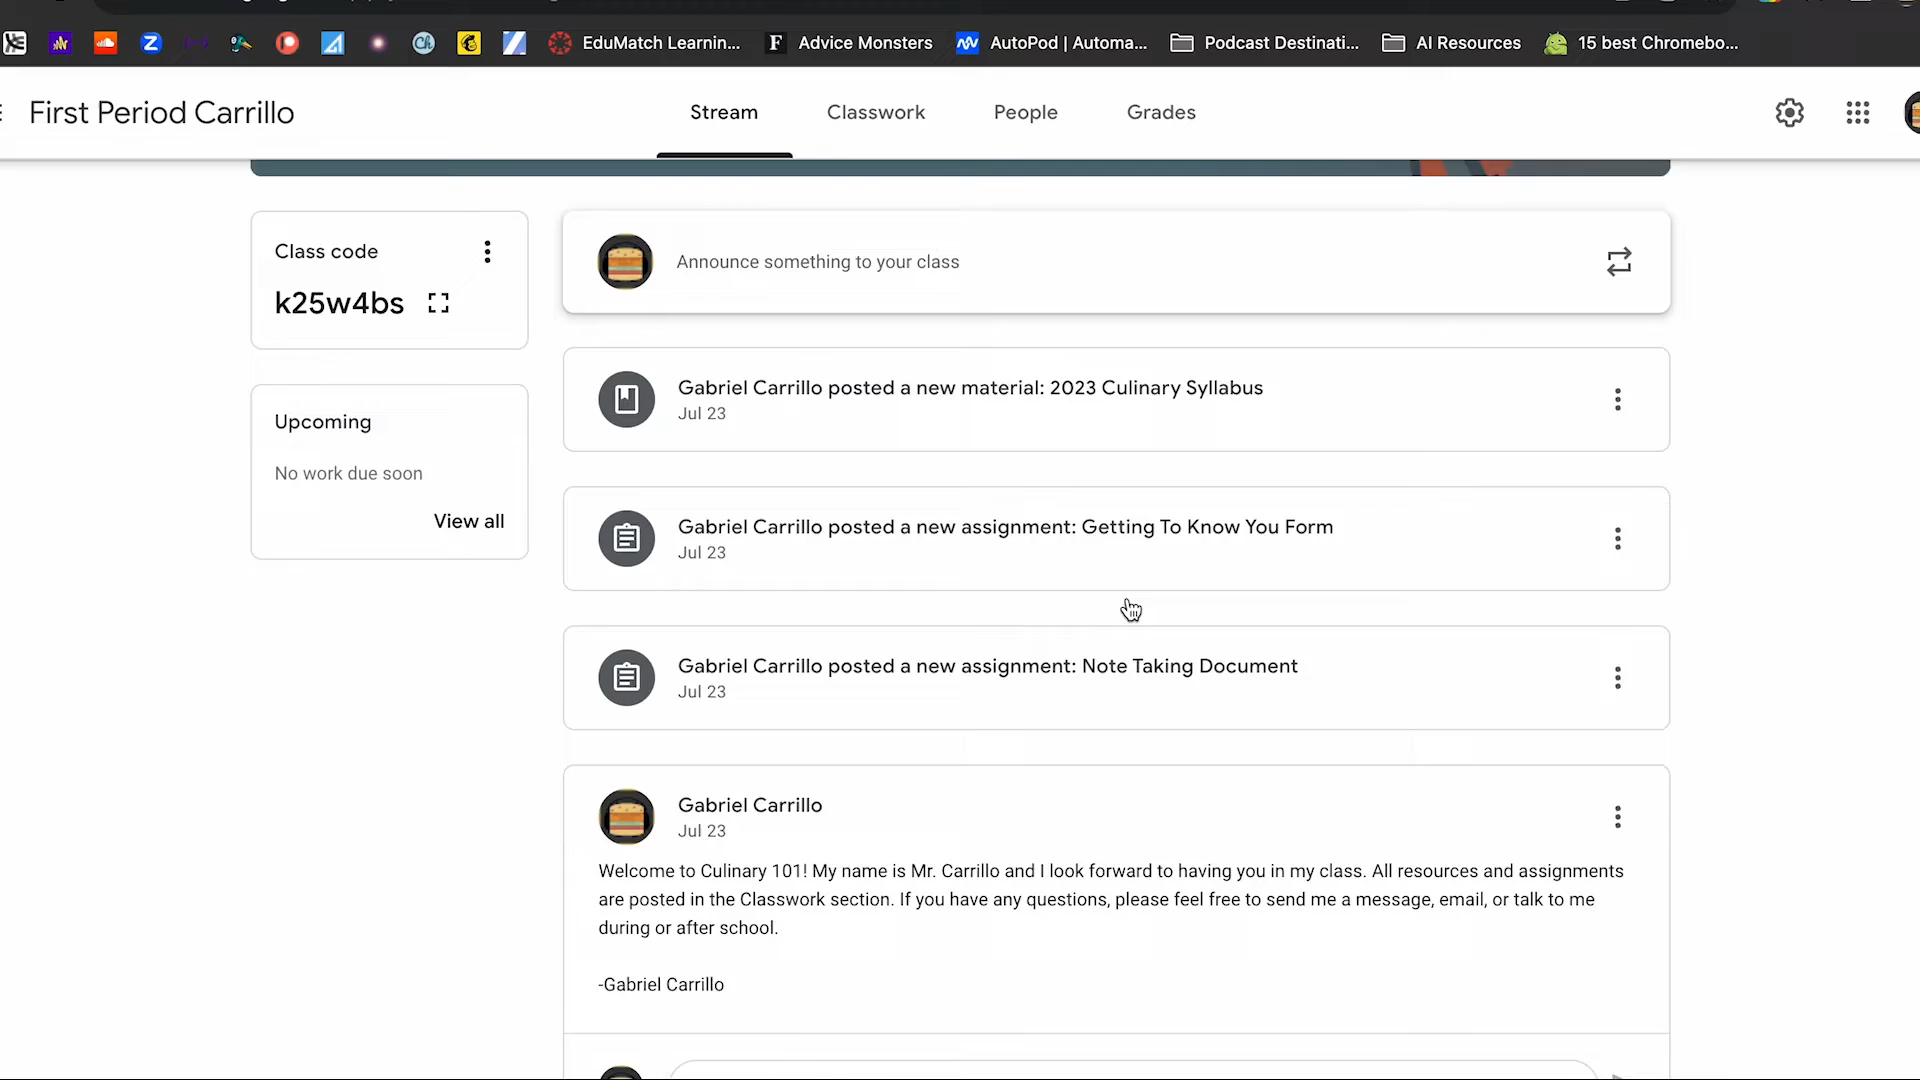 EduMatch Learnin...
Advice Monsters
AutoPod | Automa...
Podcast Destinati...
AI Resources
15 best Chromebo...
First Period Carrillo
Stream
Classwork
People
Grades
Class code
k25w4bs
Upcoming
No work due soon
View all
Announce something to your class
Gabriel Carrillo posted a new material: 2023 Culinary Syllabus
Jul 23
Gabriel Carrillo posted a new assignment: Getting To Know You Form
Jul 23
Gabriel Carrillo posted a new assignment: Note Taking Document
Jul 23
Gabriel Carrillo
Jul 23
Welcome to Culinary 101! My name is Mr. Carrillo and I look forward to having you in my class. All resources and assignments
are posted in the Classwork section. If you have any questions, please feel free to send me a message, email, or talk to me
during or after school.
-Gabriel Carrillo